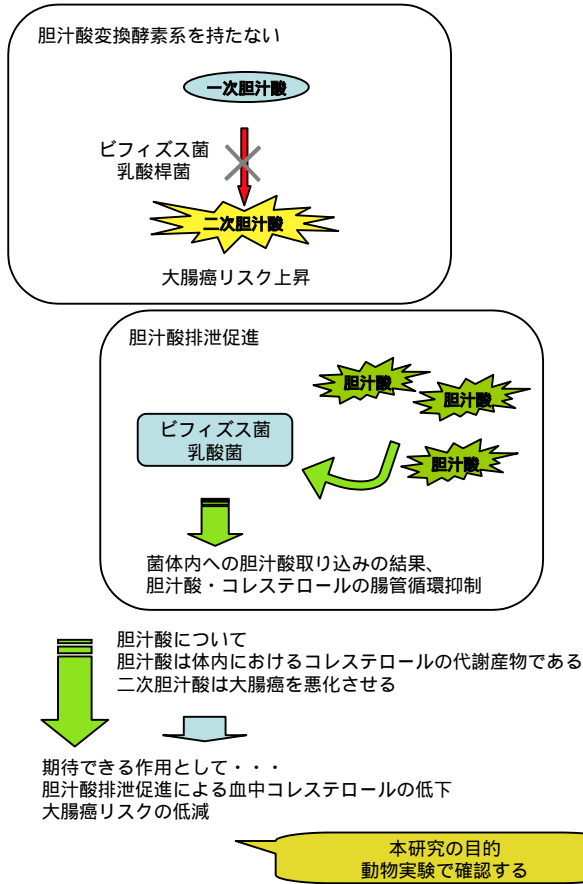 胆汁酸変換酵素系を持たない
一次胆汁酸
ビフィズス菌
乳酸桿菌
二次胆汁酸
大腸癌リスク上昇
胆汁酸排泄促進
胆汁酸
胆汁酸
胆汁酸
ビフィズス菌
乳酸菌
菌体内への胆汁酸取り込みの結果、
胆汁酸・コレステロールの腸管循環抑制
胆汁酸について
胆汁酸は体内におけるコレステロールの代謝産物である
二次胆汁酸は大腸癌を悪化させる
期待できる作用として・・・
胆汁酸排泄促進による血中コレステロールの低下
大腸癌リスクの低減
本研究の目的
動物実験で確認する